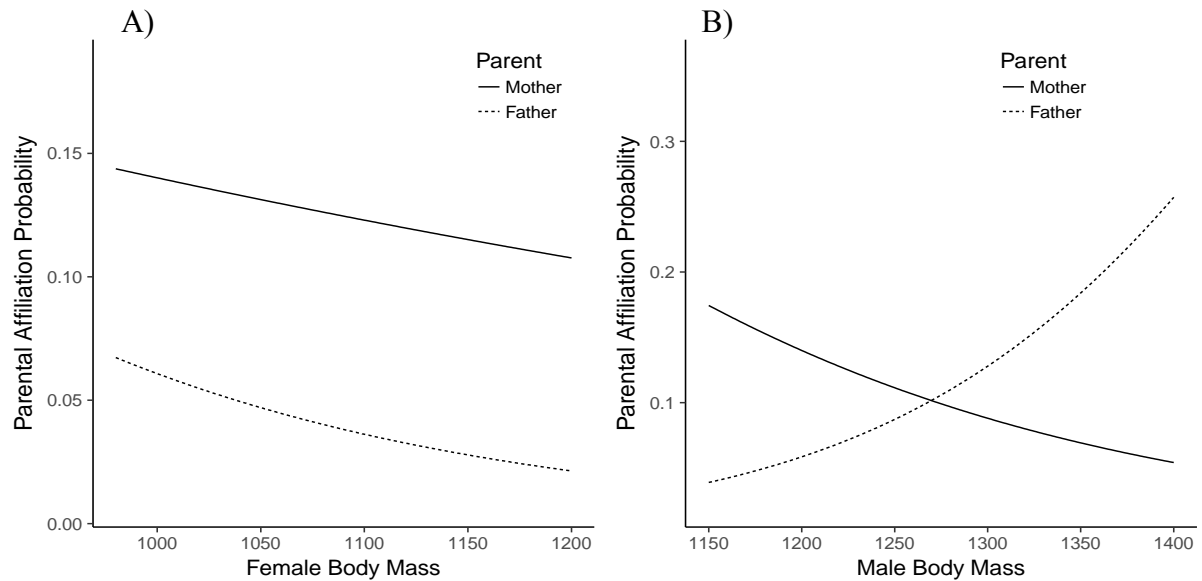 A)
Parent
Mother
Father
Parental Affiliation Probability
0.15
0.10
0.05
0.00
1000 1050 1100 1150 1200
Female Body Mass
B)
Parent
Mother
Father
Parental Affiliation Probability
0.3
0.2
0.1
1150 1200 1250 1300 1350 1400
Male Body Mass